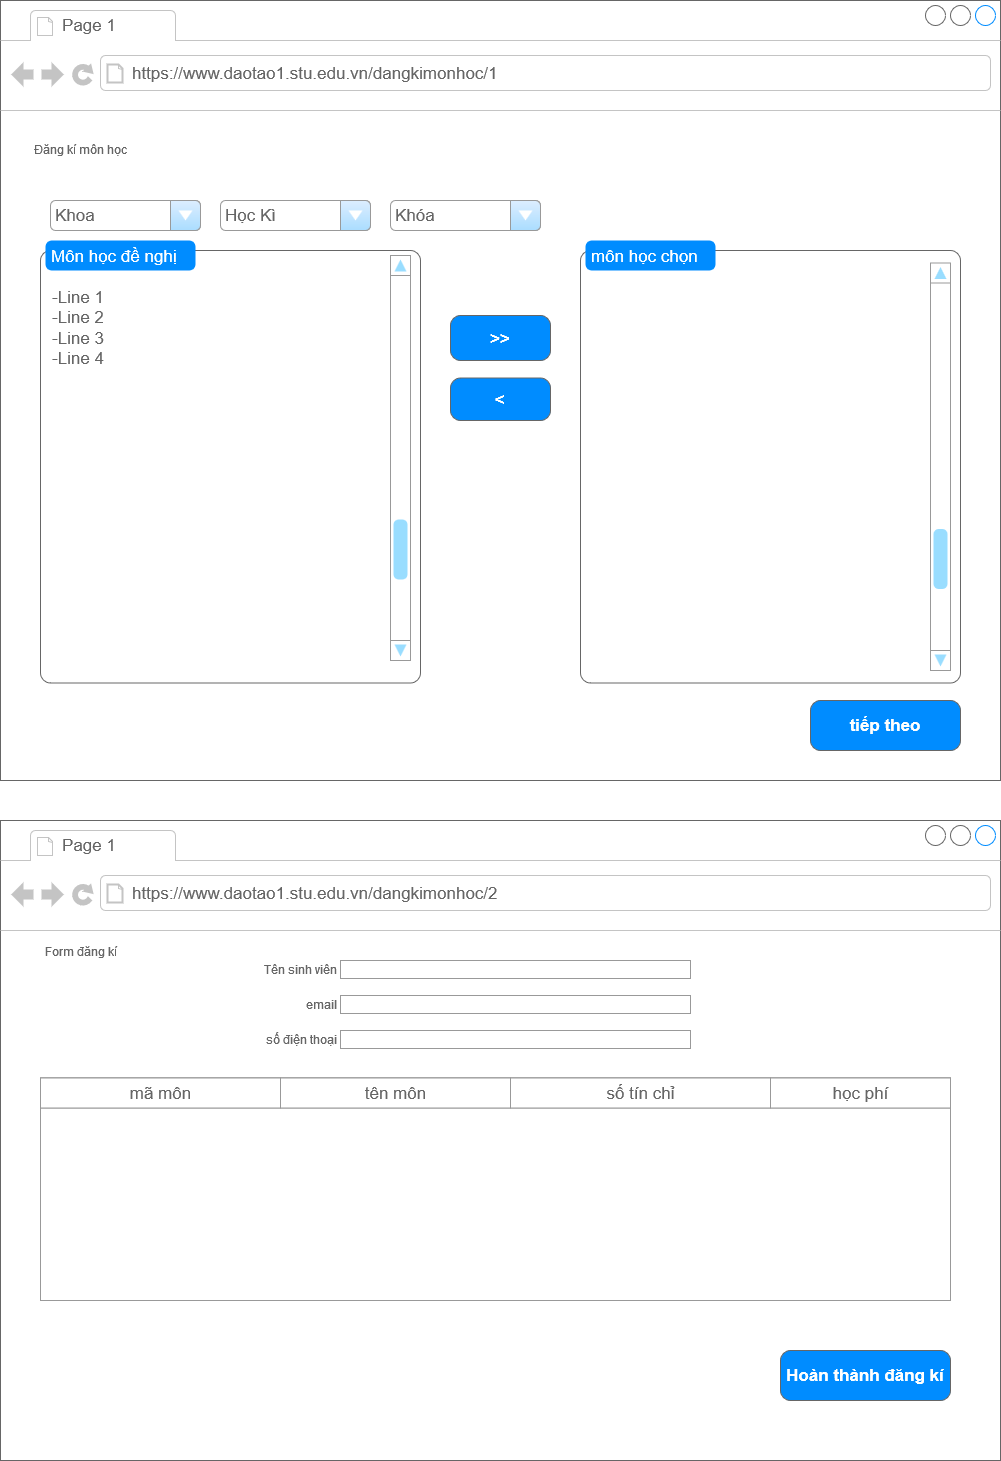 Page 1
https://www.daotao1.stu.edu.vn/dangkimonhoc/1
Đăng kí môn học
Khoa
Học Kì
Khóa
Môn học đề nghị
môn học chọn
-Line 1
-Line 2
-Line 3
-Line 4
>>
<
tiếp theo
Page 1
https://www.daotao1.stu.edu.vn/dangkimonhoc/2
Form đăng kí
Tên sinh viên
email
số điện thoại
mã môn
tên môn
số tín chỉ
học phí
Hoàn thành đăng kí